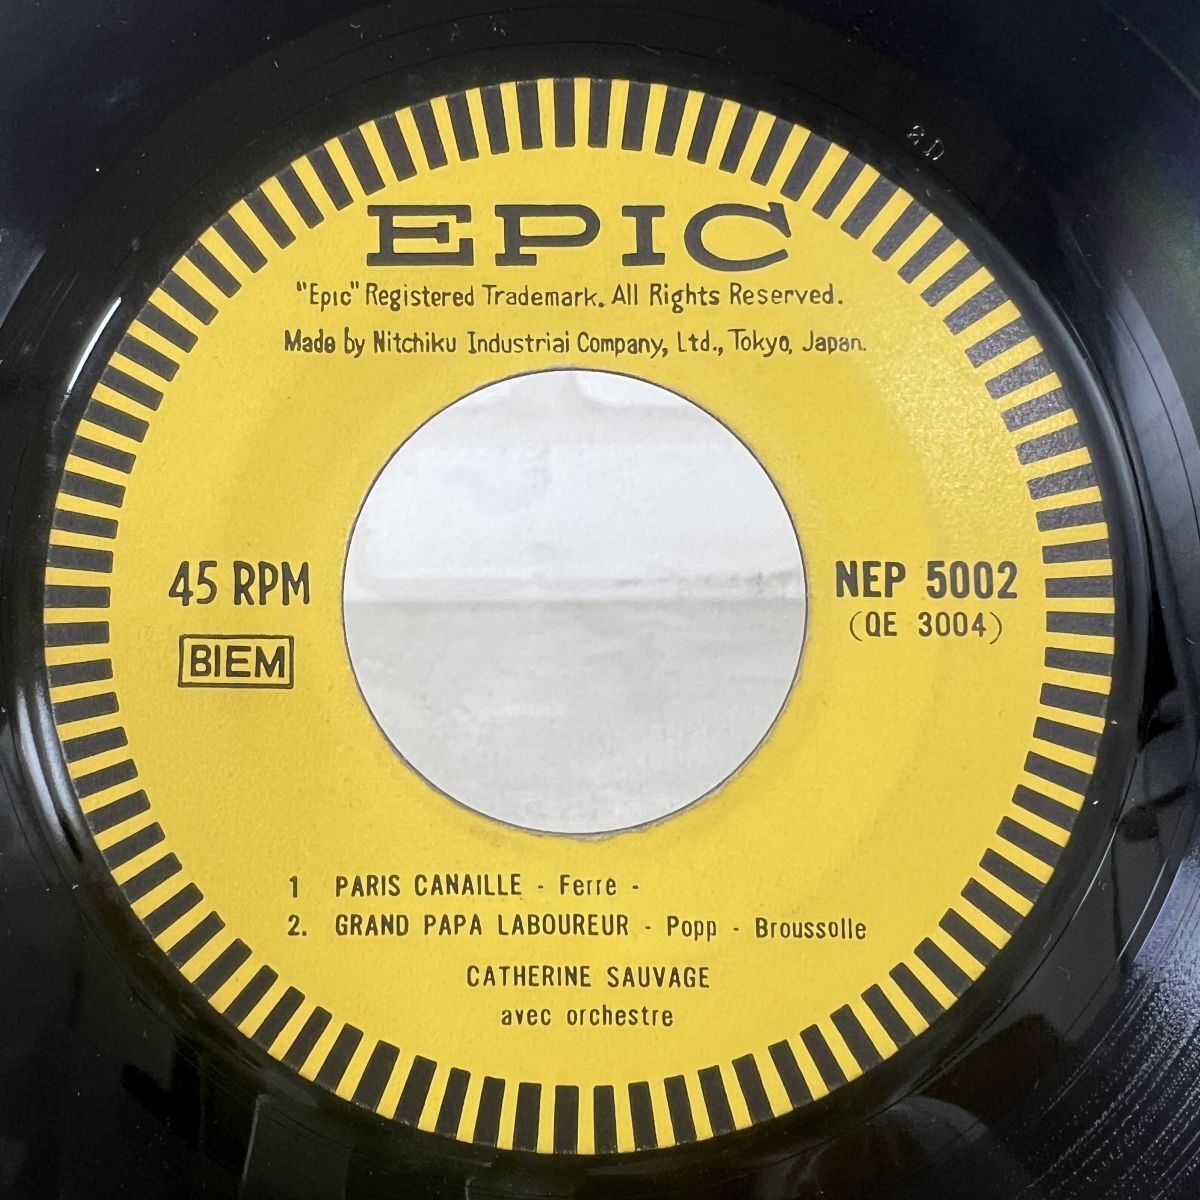 EPIC
"Epic" Registered Trademark. All Rights Reserved.
Made by Nitchiku Industriai Company, Ltd., Tokyo, Japan.
45 RPM
BIEM
NEP 5002
(QE 3004)
1 PARIS CANAILLE - Ferré -
2. GRAND PAPA LABOUREUR - Popp - Broussolle
CATHERINE SAUVAGE
avec orchestre